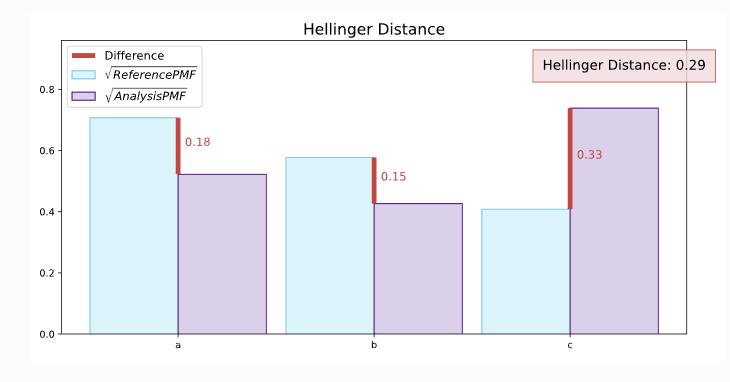 Hellinger Distance
Difference
√ReferencePMF
√AnalysisPMF
Hellinger Distance: 0.29
0.8
0.6
0.4
0.2
0.0
0.18
0.15
0.33
a b c